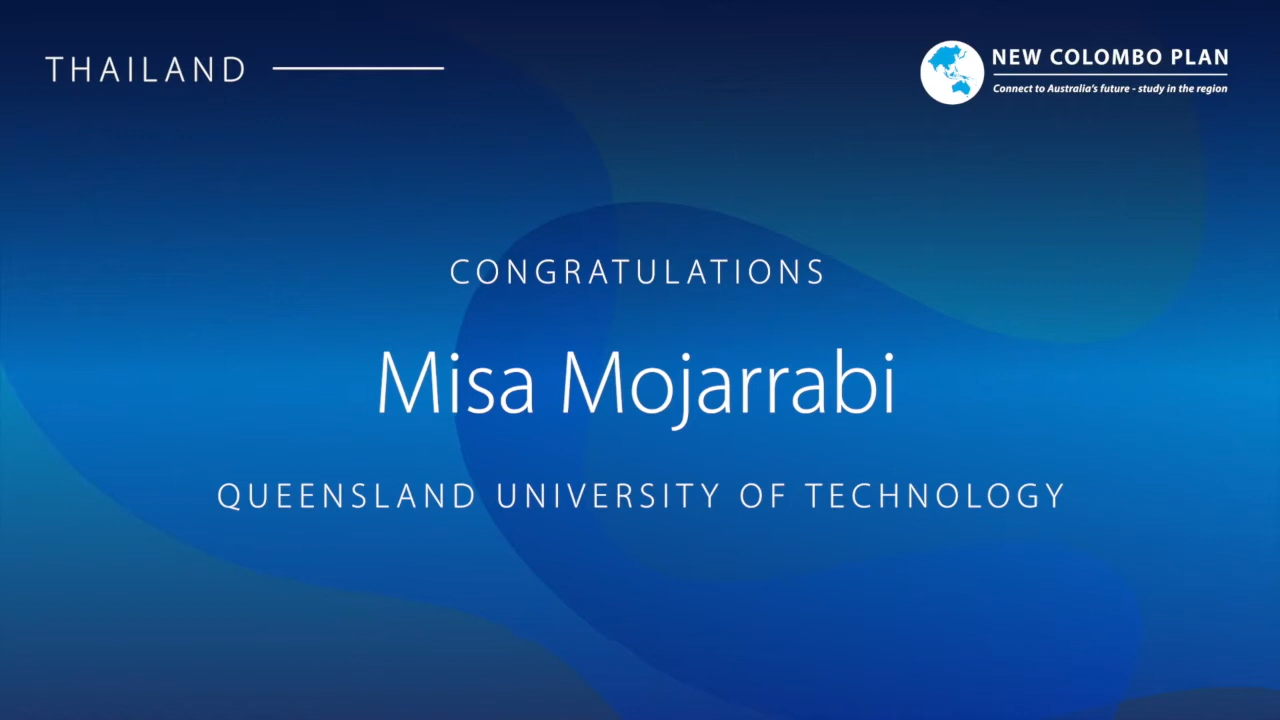 THAILAND
NEW COLOMBO PLAN
Connect to Australia's future - study in the region
CONGRATULATIONS
Misa Mojarrabi
QUEENSLAND UNIVERSITY OF TECHNOLOGY